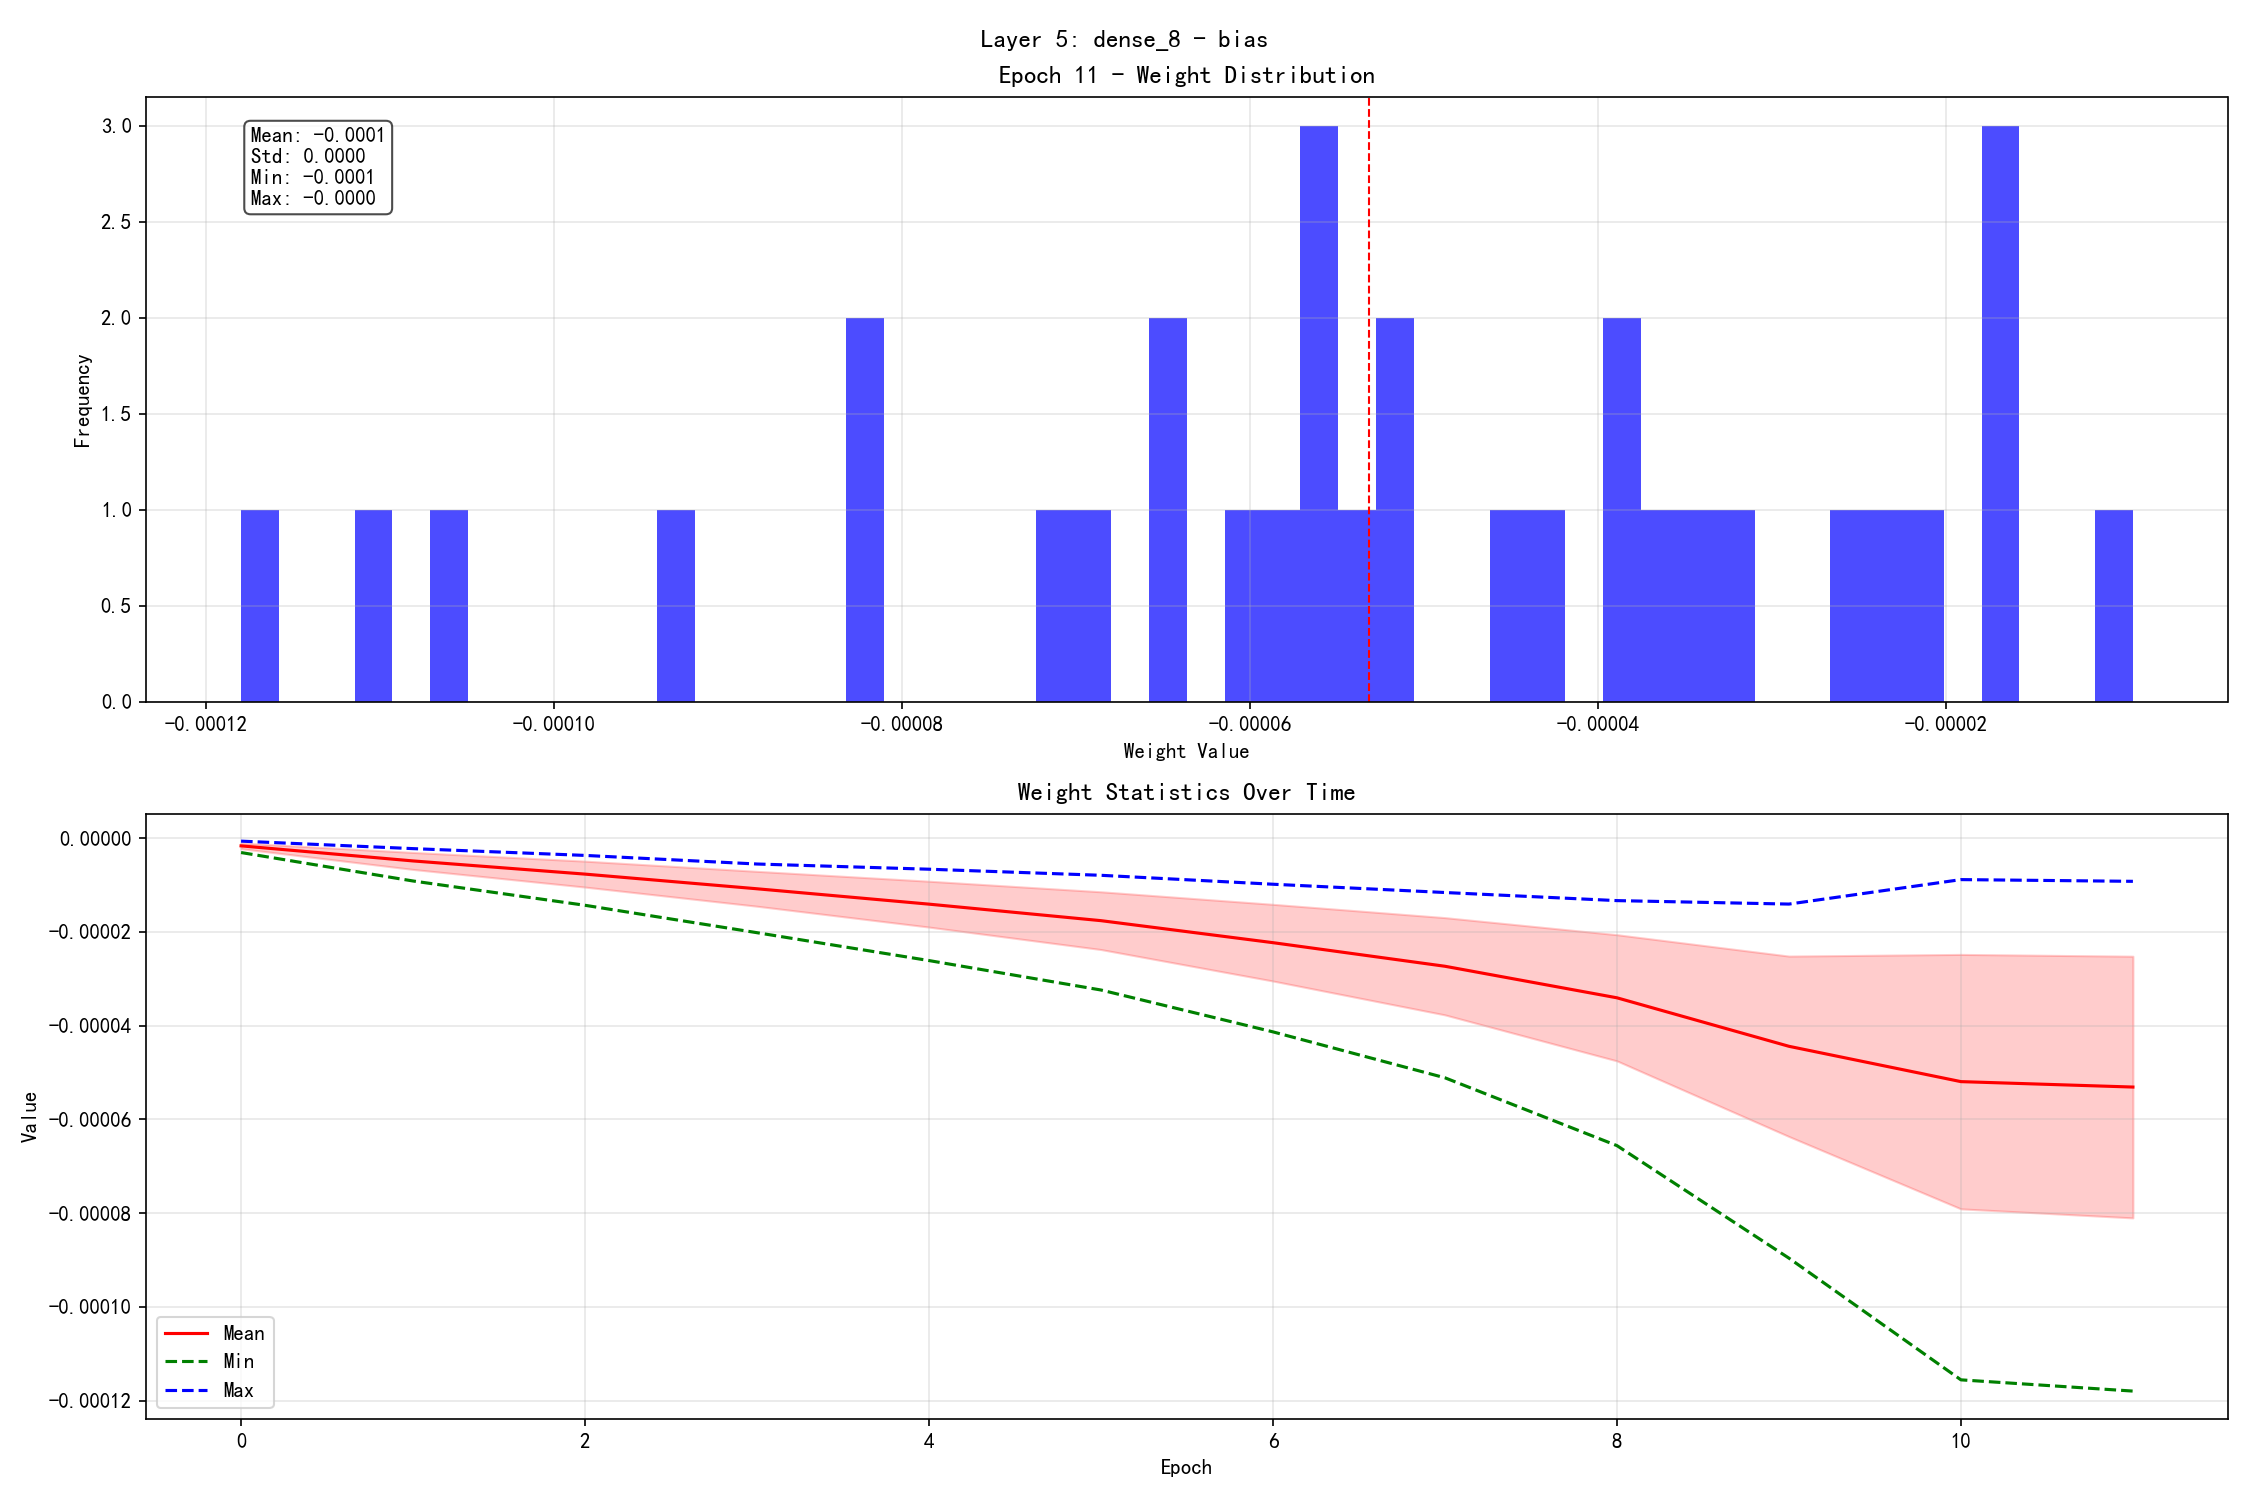 Layer 5: dense_8 - bias
Epoch 11 - Weight Distribution
Mean: -0.0001
Std: 0.0000
Min: -0.0001
Max: -0.0000
3.0
2.5
2.0
1.5
1.0
0.5
0.0
Frequency
-0.00012 -0.00010 -0.00008 -0.00006 -0.00004 -0.00002
Weight Value
Weight Statistics Over Time
0.00000
-0.00002
-0.00004
-0.00006
-0.00008
-0.00010
-0.00012
Value
Mean
Min
Max
0 2 4 6 8 10
Epoch